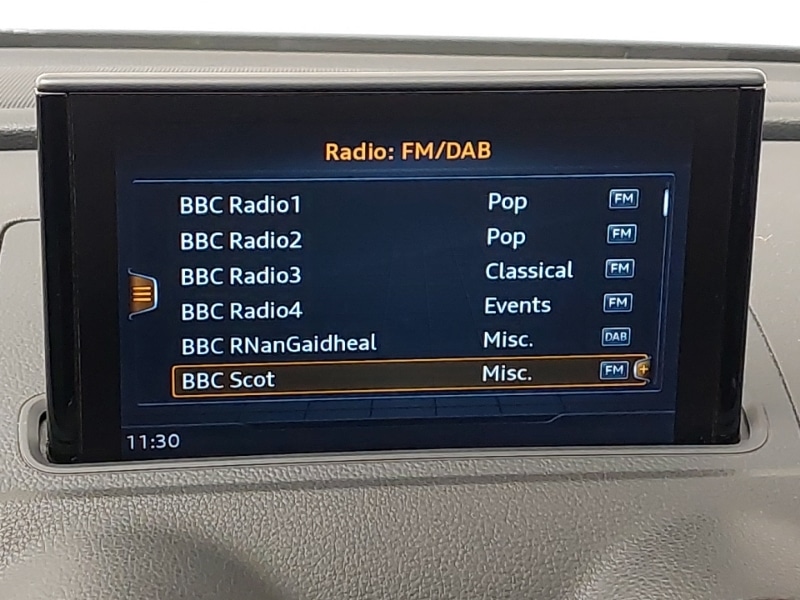 Radio: FM/DAB
BBC Radio1 Pop FM
BBC Radio2 Pop FM
BBC Radio3 Classical FM
BBC Radio4 Events FM
BBC RNanGaidheal Misc. DAB
BBC Scot Misc. FM +
11:30